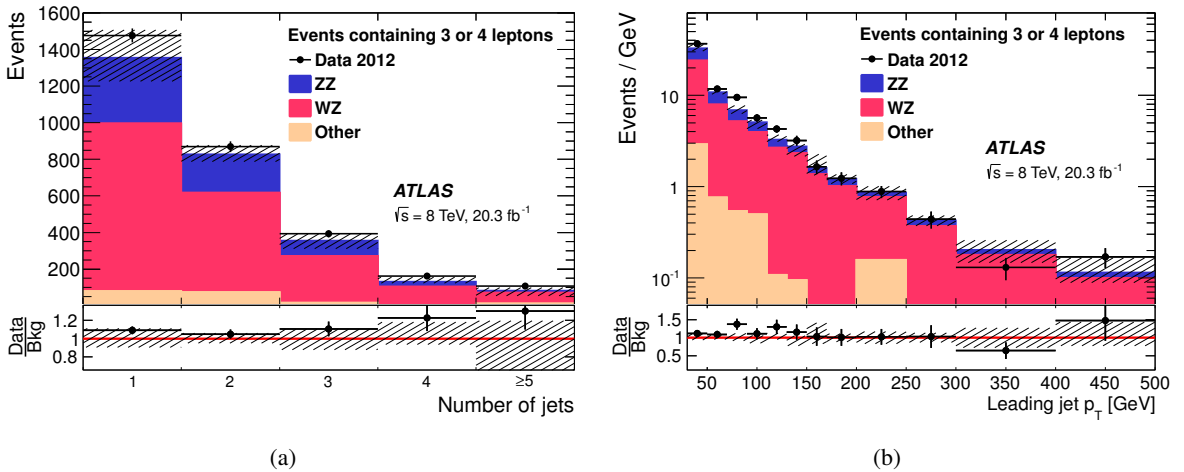 Events
1600
1400
1200
1000
800
600
400
200
Events containing 3 or 4 leptons
Data 2012
ZZ
WZ
Other
ATLAS
√s = 8 TeV, 20.3 fb⁻¹
Data
Bkg
1.2
1
0.8
1 2 3 4 ≥5
Number of jets
(a)
Events / GeV
10
1
10⁻¹
Events containing 3 or 4 leptons
Data 2012
ZZ
WZ
Other
ATLAS
√s = 8 TeV, 20.3 fb⁻¹
Data
Bkg
1.5
1
0.5
50 100 150 200 250 300 350 400 450 500
Leading jet p_T [GeV]
(b)